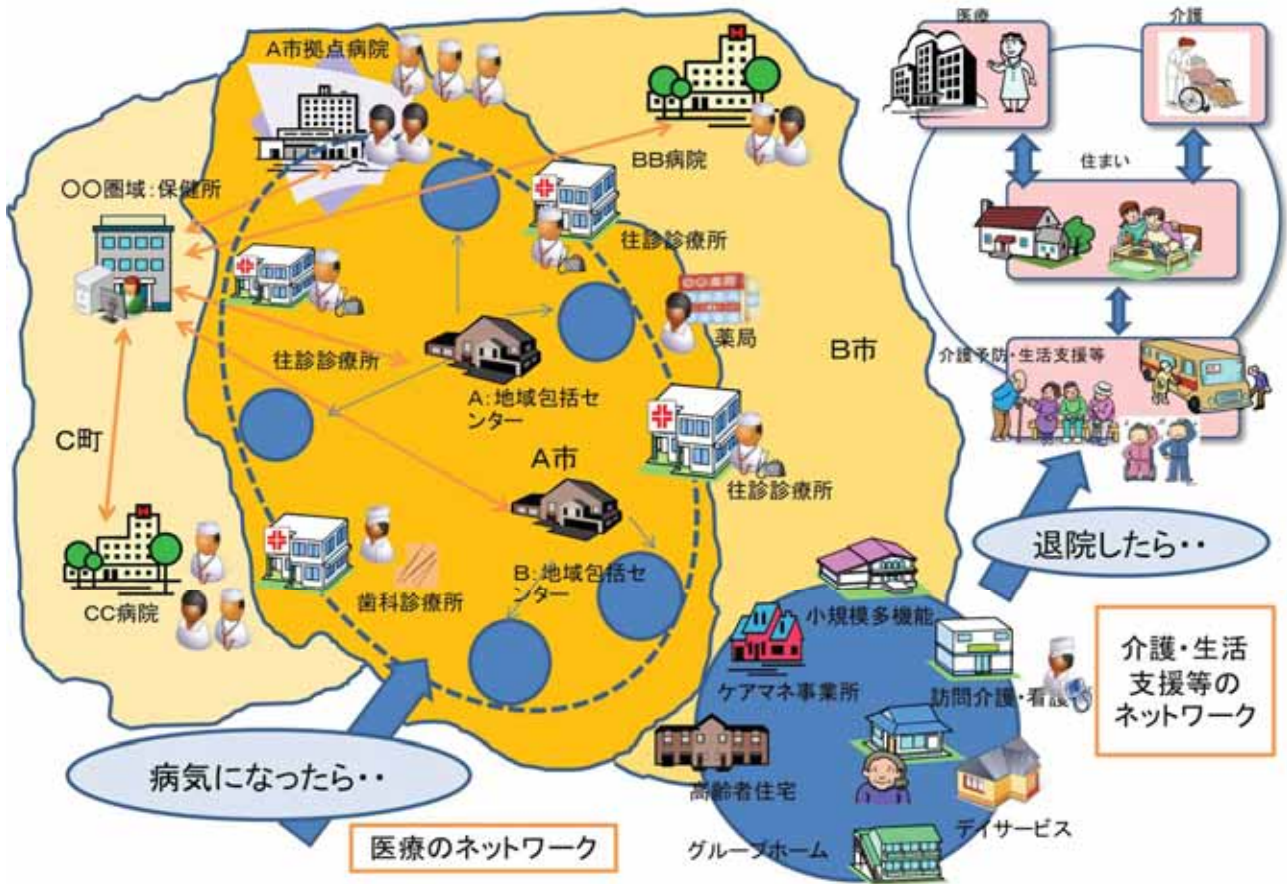 A市拠点病院
BB病院
〇〇圏域:保健所
往診診療所
往診診療所
薬局
B市
A:地域包括セ
ンター
C町
A市
往診診療所
CC病院
歯科診療所
B:地域包括セ
ンター
病気になったら・・
医療のネットワーク
医療
介護
住まい
介護予防・生活支援等
退院したら・・
小規模多機能
ケアマネ事業所
訪問介護・看護
高齢者住宅
デイサービス
グループホーム
介護・生活
支援等の
ネットワーク